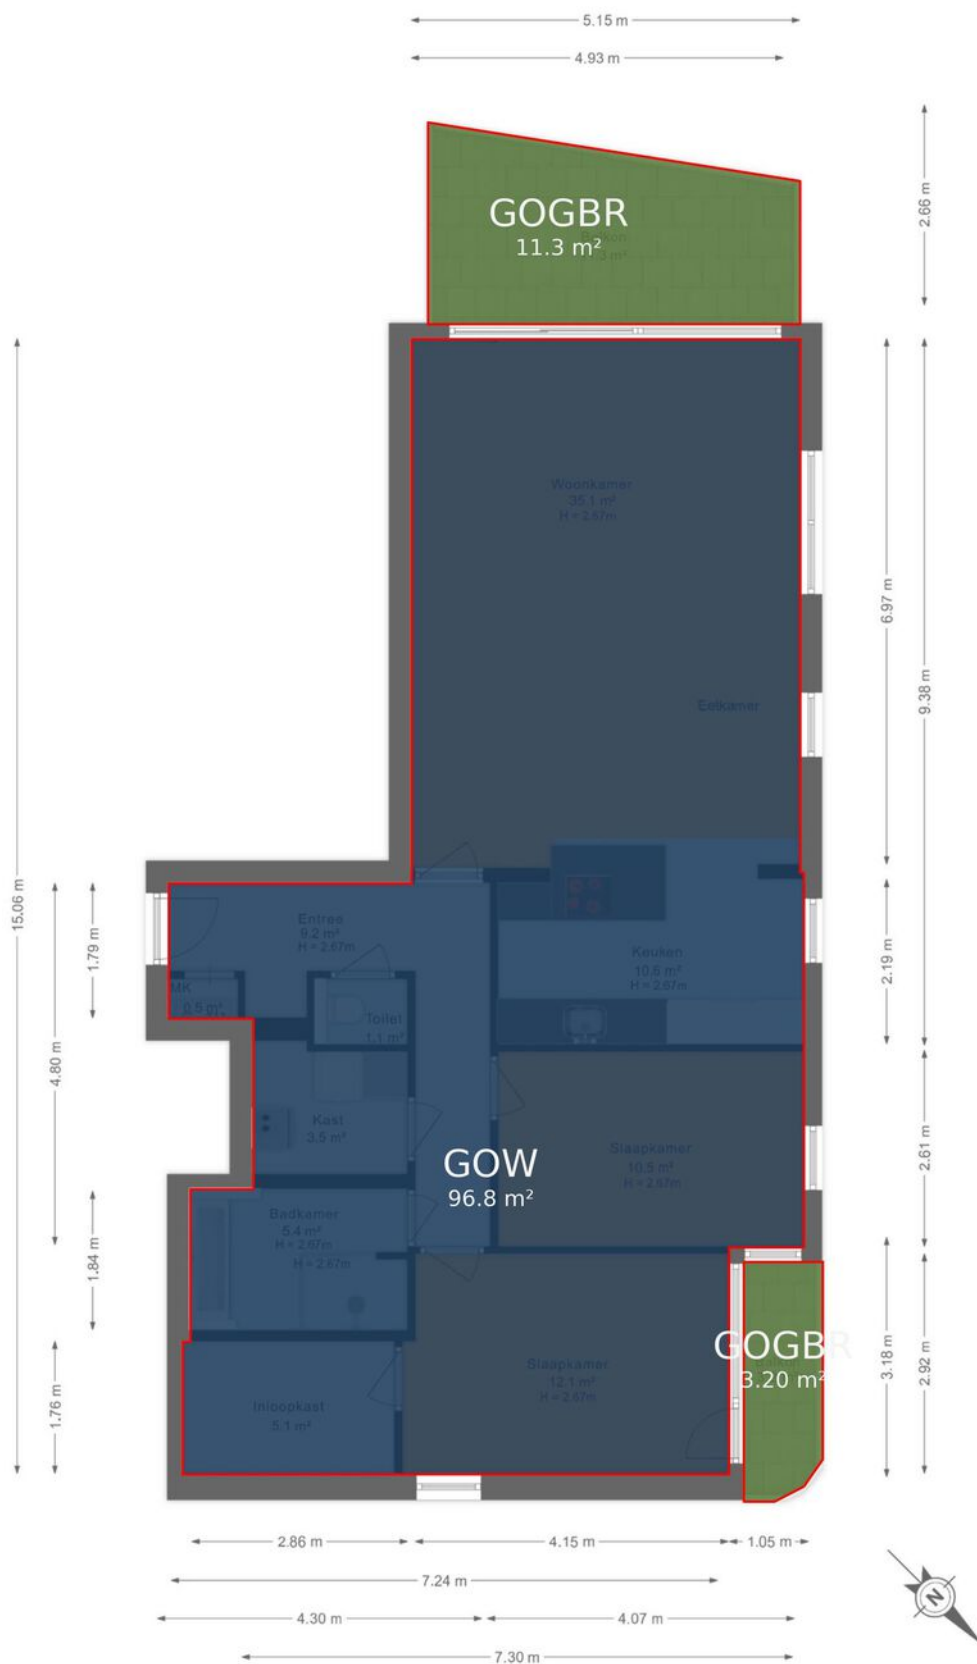 5.15 m
4.93 m
2.66 m
GOGBR
11.3 m²
Balkon
15.06 m
6.97 m
9.38 m
Woonkamer
35.1 m²
H = 2.67m
Eetkamer
1.79 m
4.80 m
Entree
9.2 m²
H = 2.67m
MK
0.5 m²
Toilet
1.1 m²
Keuken
10.6 m²
H = 2.67m
2.19 m
Kast
3.5 m²
GOW
96.8 m²
Slaapkamer
10.5 m²
H = 2.67m
2.61 m
1.84 m
Badkamer
5.4 m²
H = 2.67m
H = 2.67m
GOGBR
3.20 m²
3.18 m
2.92 m
1.76 m
Inloopkast
5.1 m²
Slaapkamer
12.1 m²
H = 2.67m
2.86 m
4.15 m
1.05 m
7.24 m
4.30 m
4.07 m
7.30 m
N